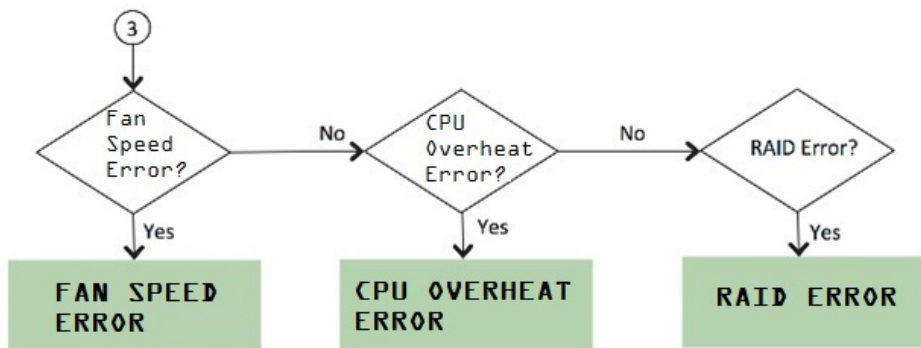 3
Fan
Speed
Error?
No
CPU
Overheat
Error?
No
RAID Error?
Yes
Yes
Yes
FAN SPEED
ERROR
CPU OVERHEAT
ERROR
RAID ERROR